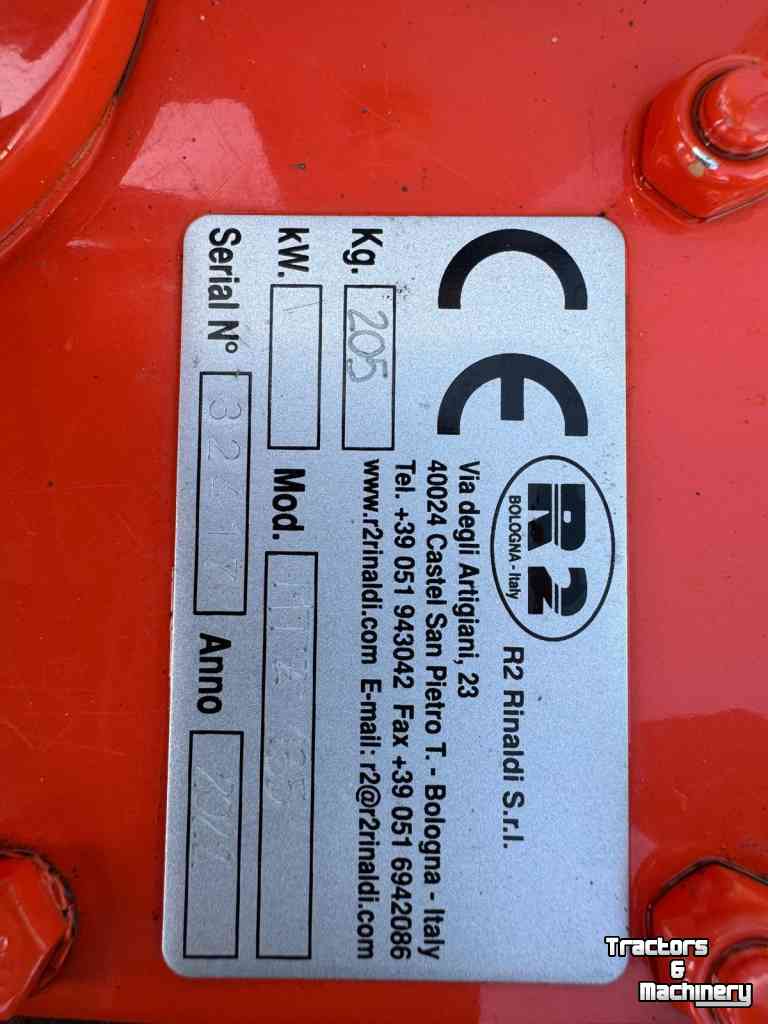 CE
R2
BOLOGNA - Italy
R2 Rinaldi S.r.l.
Via degli Artigiani, 23
40024 Castel San Pietro T. - Bologna - Italy
Tel. +39 051 943042 Fax +39 051 6942086
www.r2rinaldi.com E-mail: r2@r2rinaldi.com
Kg. 205
kW.
Mod.
Serial N°
Anno
Tractors
&
Machinery